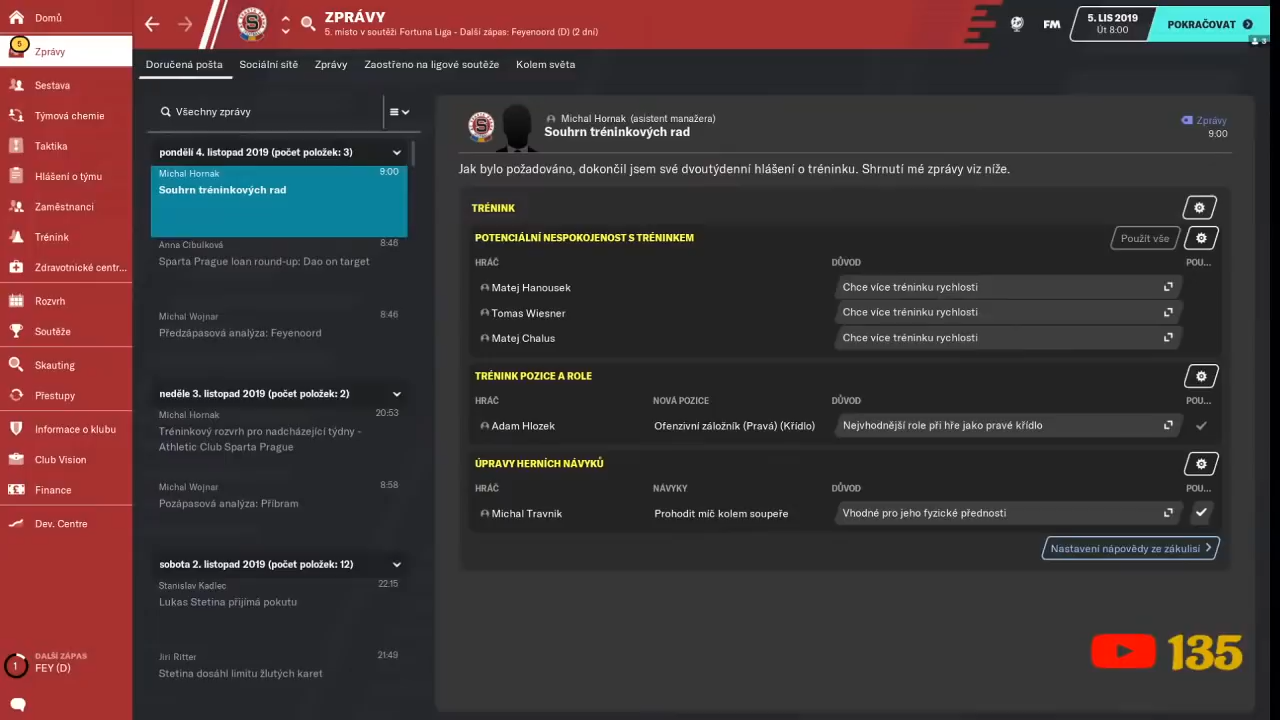 Domů
5
Zprávy
Sestava
Týmová chemie
Taktika
Hlášení o týmu
Zaměstnanci
Trénink
Zdravotnické centr...
Rozvrh
Soutěže
Skauting
Přestupy
Informace o klubu
Club Vision
Finance
Dev. Centre
1
DALŠÍ ZÁPAS
FEY (D)
ZPRÁVY
5. místo v soutěži Fortuna Liga - Další zápas: Feyenoord (D) (2 dní)
FM
5. LIS 2019
Út 8:00
POKRAČOVAT
3
Doručená pošta
Sociální sítě
Zprávy
Zaostřeno na ligové soutěže
Kolem světa
Všechny zprávy
pondělí 4. listopad 2019 (počet položek: 3)
Michal Hornak 9:00
Souhrn tréninkových rad
Anna Cibulková 8:46
Sparta Prague loan round-up: Dao on target
Michal Wojnar 8:46
Předzápasová analýza: Feyenoord
neděle 3. listopad 2019 (počet položek: 2)
Michal Hornak 20:53
Tréninkový rozvrh pro nadcházející týdny -
Athletic Club Sparta Prague
Michal Wojnar 8:58
Pozápasová analýza: Příbram
sobota 2. listopad 2019 (počet položek: 12)
Stanislav Kadlec 22:15
Lukas Stetina přijímá pokutu
Jiri Ritter 21:49
Stetina dosáhl limitu žlutých karet
Michal Hornak (asistent manažera)
Souhrn tréninkových rad
Zprávy
9:00
Jak bylo požadováno, dokončil jsem své dvoutýdenní hlášení o tréninku. Shrnutí mé zprávy viz níže.
TRÉNINK
POTENCIÁLNÍ NESPOKOJENOST S TRÉNINKEM
Použít vše
HRÁČ DŮVOD POU...
Matej Hanousek Chce více tréninku rychlosti
Tomas Wiesner Chce více tréninku rychlosti
Matej Chalus Chce více tréninku rychlosti
TRÉNINK POZICE A ROLE
HRÁČ NOVÁ POZICE DŮVOD POU...
Adam Hlozek Ofenzivní záložník (Pravá) (Křídlo) Nejvhodnější role při hře jako pravé křídlo
ÚPRAVY HERNÍCH NÁVYKŮ
HRÁČ NÁVYKY DŮVOD POU...
Michal Travnik Prohodit míč kolem soupeře Vhodné pro jeho fyzické přednosti
Nastavení nápovědy ze zákulisí
135